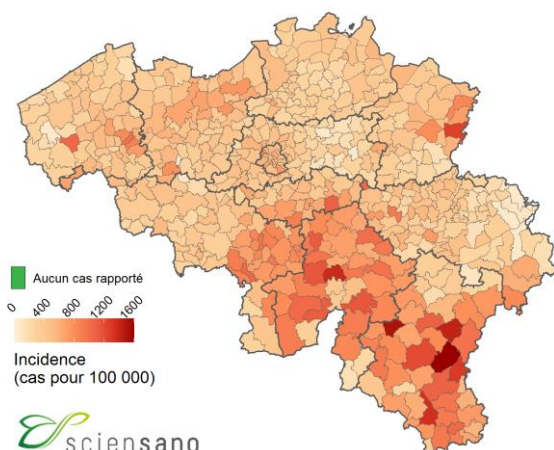 Aucun cas rapporté
0 400 800 1200 1600
Incidence
(cas pour 100 000)
sciensano